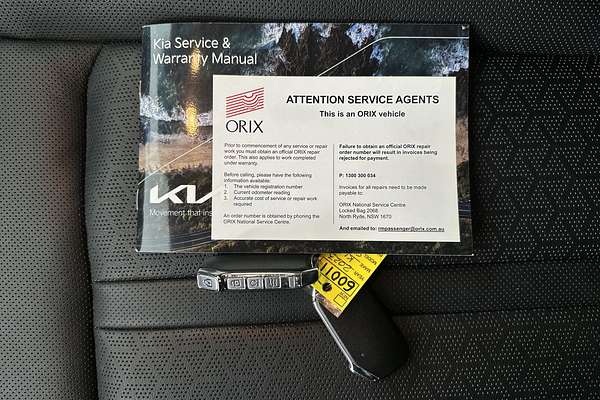 Kia Service &
Warranty Manual
ORIX
ATTENTION SERVICE AGENTS
This is an ORIX vehicle
Prior to commencement of any service or repair
work you must obtain an official ORIX repair
order. This also applies to work completed
under warranty.
Before calling, please have the following
information available:
1. The vehicle registration number
2. Current odometer reading
3. Accurate cost of service or repair work
required
An order number is obtained by phoning the
ORIX National Service Centre.
Failure to obtain an official ORIX repair
order number will result in invoices being
rejected for payment.
P: 1300 300 034
Invoices for all repairs need to be made
payable to:
ORIX National Service Centre
Locked Bag 2068
North Ryde, NSW 1670
And emailed to: rmpassenger@orix.com.au
Movement that